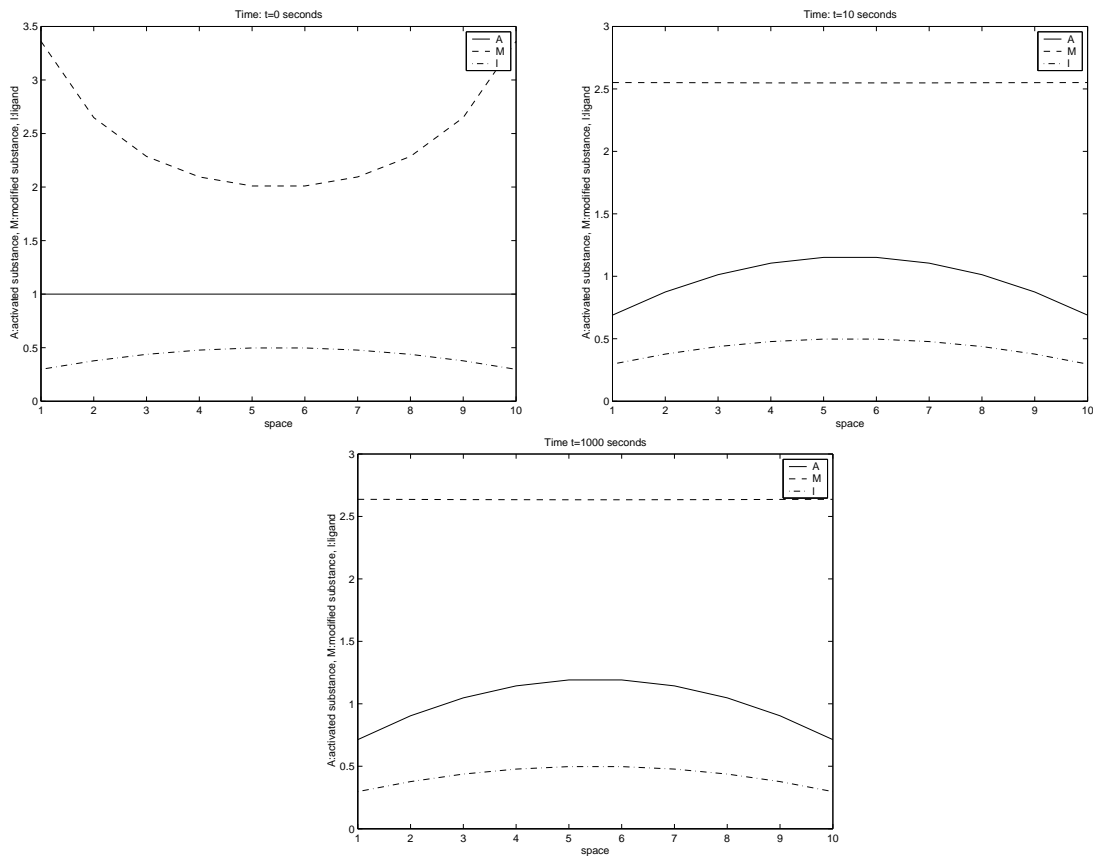 Time: t=0 seconds
3.5
3
2.5
2
1.5
1
0.5
0
A:activated substance, M:modified substance, I:ligand
A
M
I
1 2 3 4 5 6 7 8 9 10
space
Time: t=10 seconds
3
2.5
2
1.5
1
0.5
0
A:activated substance, M:modified substance, I:ligand
A
M
I
1 2 3 4 5 6 7 8 9 10
space
Time t=1000 seconds
3
2.5
2
1.5
1
0.5
0
A:activated substance, M:modified substance, I:ligand
A
M
I
1 2 3 4 5 6 7 8 9 10
space